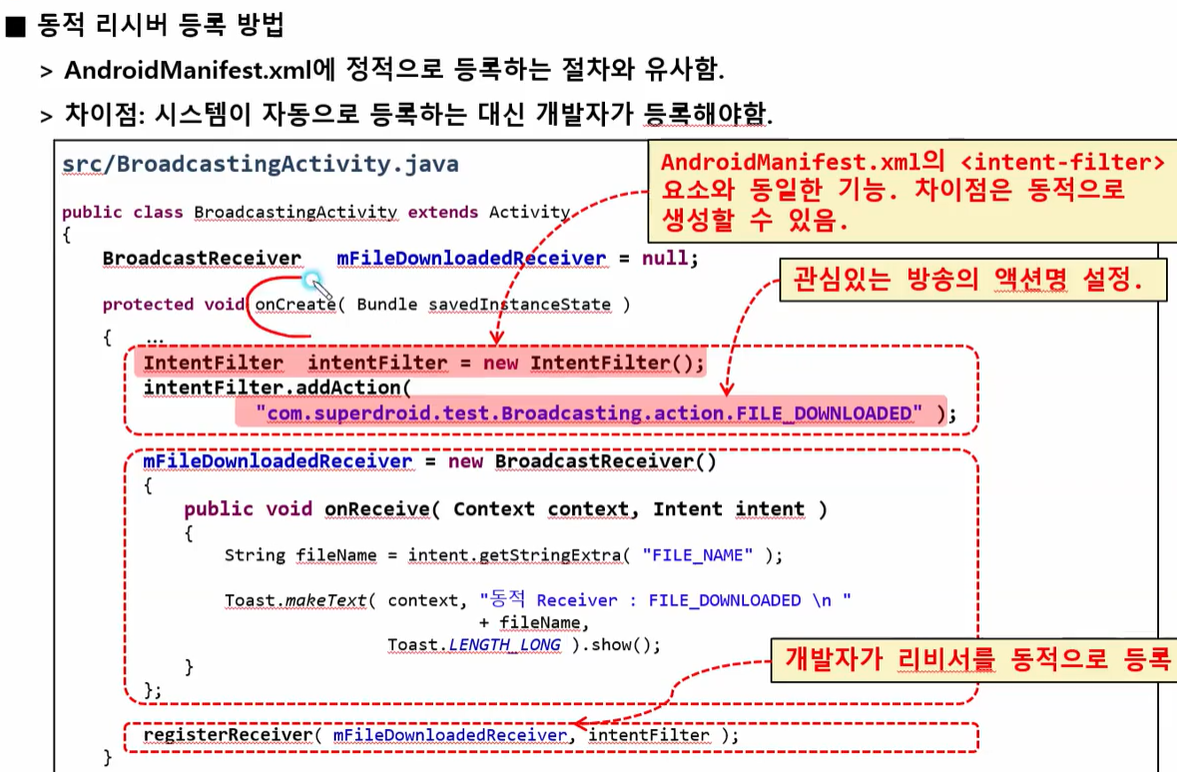 ■ 동적 리시버 등록 방법
> AndroidManifest.xml에 정적으로 등록하는 절차와 유사함.
> 차이점: 시스템이 자동으로 등록하는 대신 개발자가 등록해야함.
src/BroadcastingActivity.java
AndroidManifest.xml의 <intent-filter>
요소와 동일한 기능. 차이점은 동적으로
생성할 수 있음.
public class BroadcastingActivity extends Activity
{
BroadcastReceiver mFileDownloadedReceiver = null;
관심있는 방송의 액션명 설정.
protected void onCreate( Bundle savedInstanceState )
{ ...
IntentFilter intentFilter = new IntentFilter();
intentFilter.addAction(
"com.superdroid.test.Broadcasting.action.FILE_DOWNLOADED" );
mFileDownloadedReceiver = new BroadcastReceiver()
{
public void onReceive( Context context, Intent intent )
{
String fileName = intent.getStringExtra( "FILE_NAME" );
Toast.makeText( context, "동적 Receiver : FILE_DOWNLOADED \n "
+ fileName,
Toast.LENGTH_LONG ).show();
}
};
개발자가 리비서를 동적으로 등록
registerReceiver( mFileDownloadedReceiver, intentFilter );
}